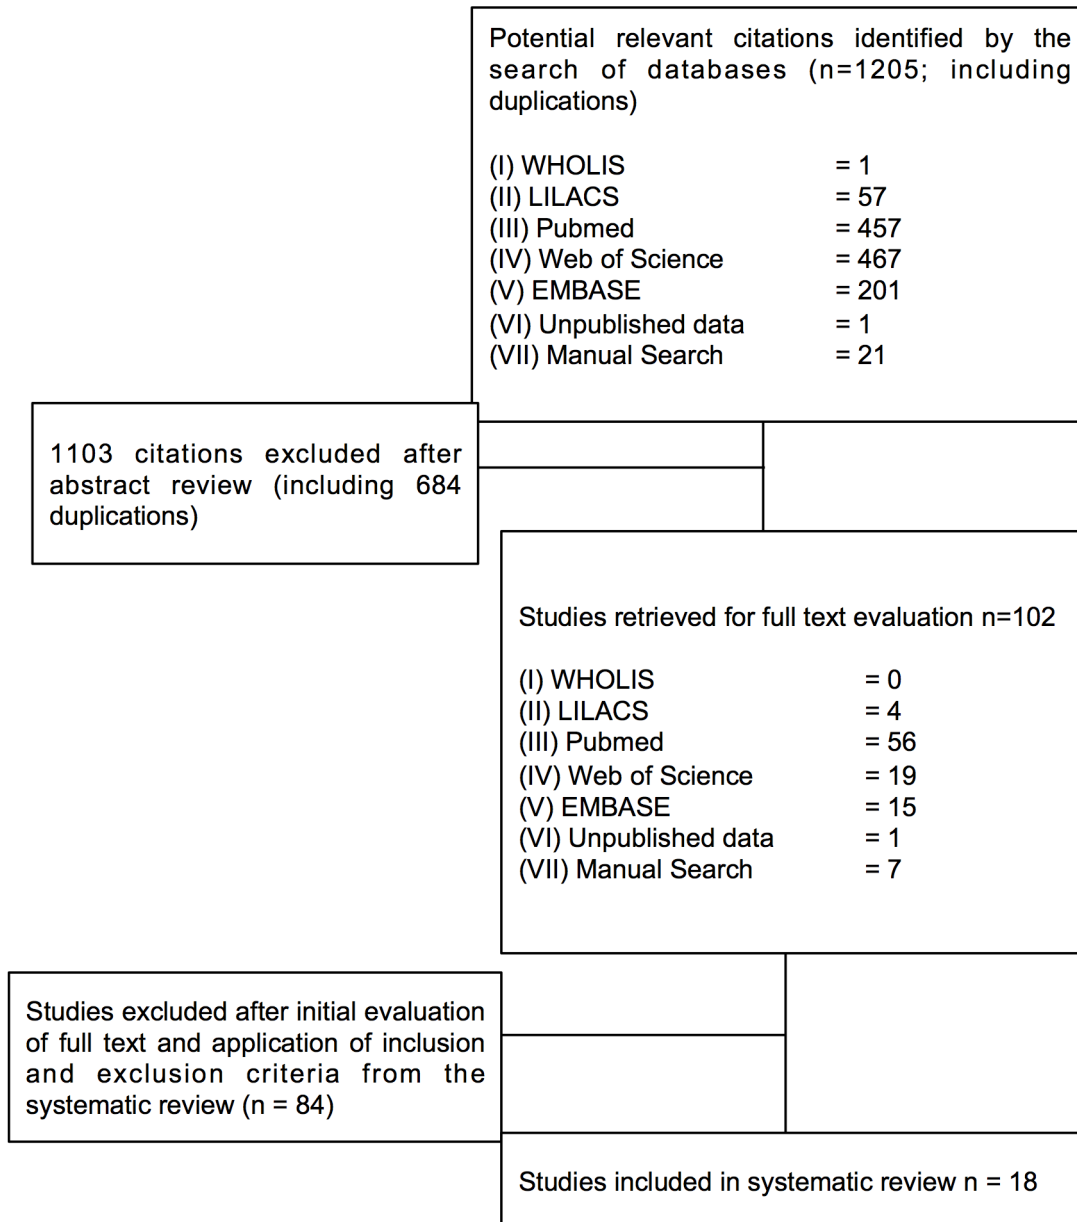 Potential relevant citations identified by the
search of databases (n=1205; including
duplications)
(I) WHOLIS = 1
(II) LILACS = 57
(III) Pubmed = 457
(IV) Web of Science = 467
(V) EMBASE = 201
(VI) Unpublished data = 1
(VII) Manual Search = 21
1103 citations excluded after
abstract review (including 684
duplications)
Studies retrieved for full text evaluation n=102
(I) WHOLIS = 0
(II) LILACS = 4
(III) Pubmed = 56
(IV) Web of Science = 19
(V) EMBASE = 15
(VI) Unpublished data = 1
(VII) Manual Search = 7
Studies excluded after initial evaluation
of full text and application of inclusion
and exclusion criteria from the
systematic review (n = 84)
Studies included in systematic review n = 18